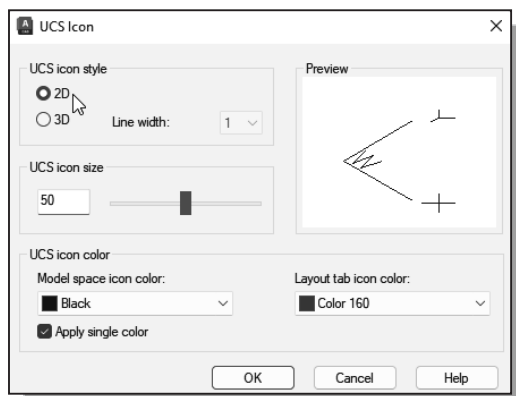 UCS Icon
UCS icon style
2D
3D
Line width:
1
Preview
UCS icon size
50
UCS icon color
Model space icon color:
Black
Apply single color
Layout tab icon color:
Color 160
OK Cancel Help